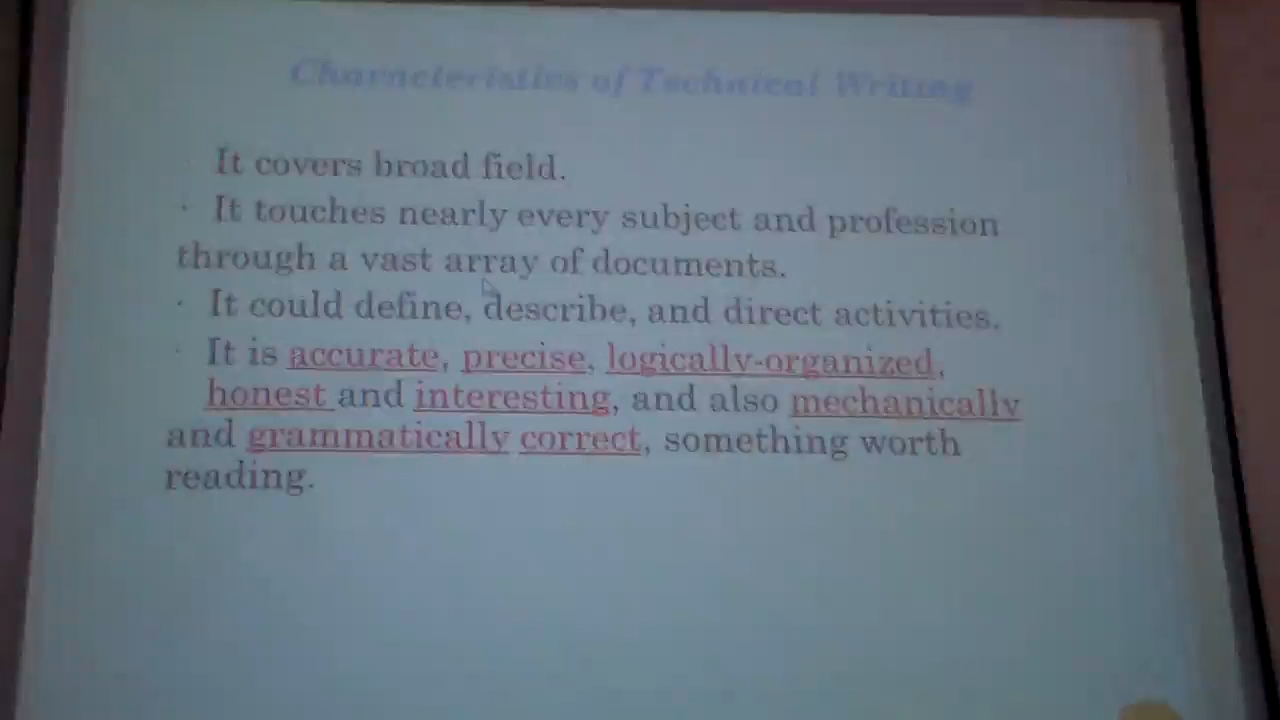 Characteristics of Technical Writing
It covers broad field.
· It touches nearly every subject and profession
through a vast array of documents.
· It could define, describe, and direct activities.
· It is accurate, precise, logically-organized,
honest and interesting, and also mechanically
and grammatically correct, something worth
reading.